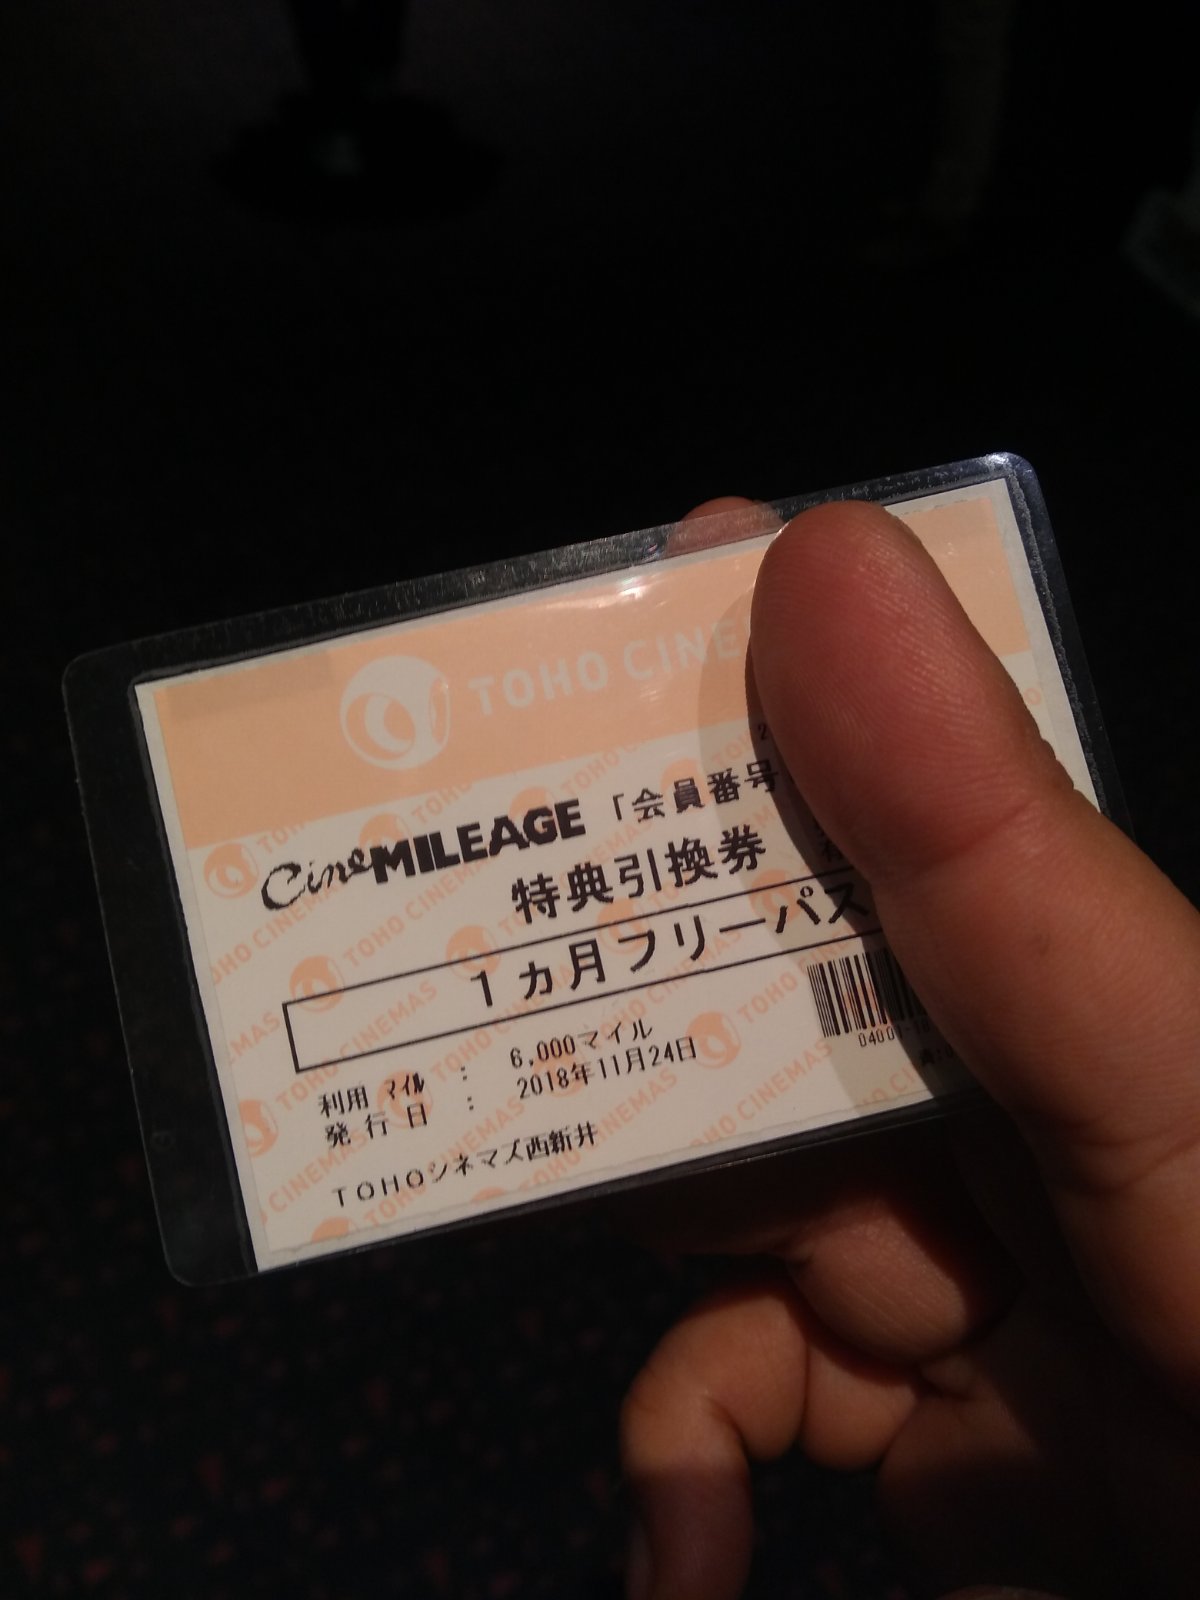 TOHO CINE
CineMILEAGE 「会員番号
特典引換券
1ヵ月フリーパス
利用マイル : 6,000マイル
発行日 : 2018年11月24日
TOHOシネマズ西新井